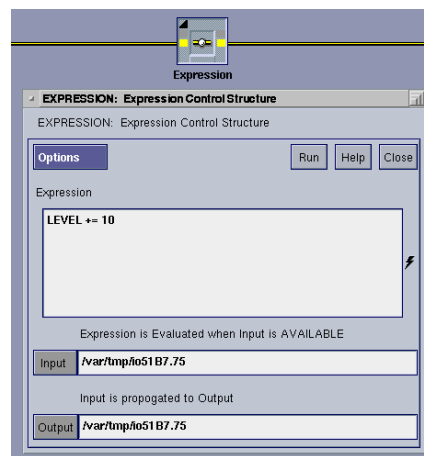 Expression
EXPRESSION: Expression Control Structure
EXPRESSION: Expression Control Structure
Options Run Help Close
Expression
LEVEL += 10
Expression is Evaluated when Input is AVAILABLE
Input /var/tmp/io51B7.75
Input is propogated to Output
Output /var/tmp/io51B7.75